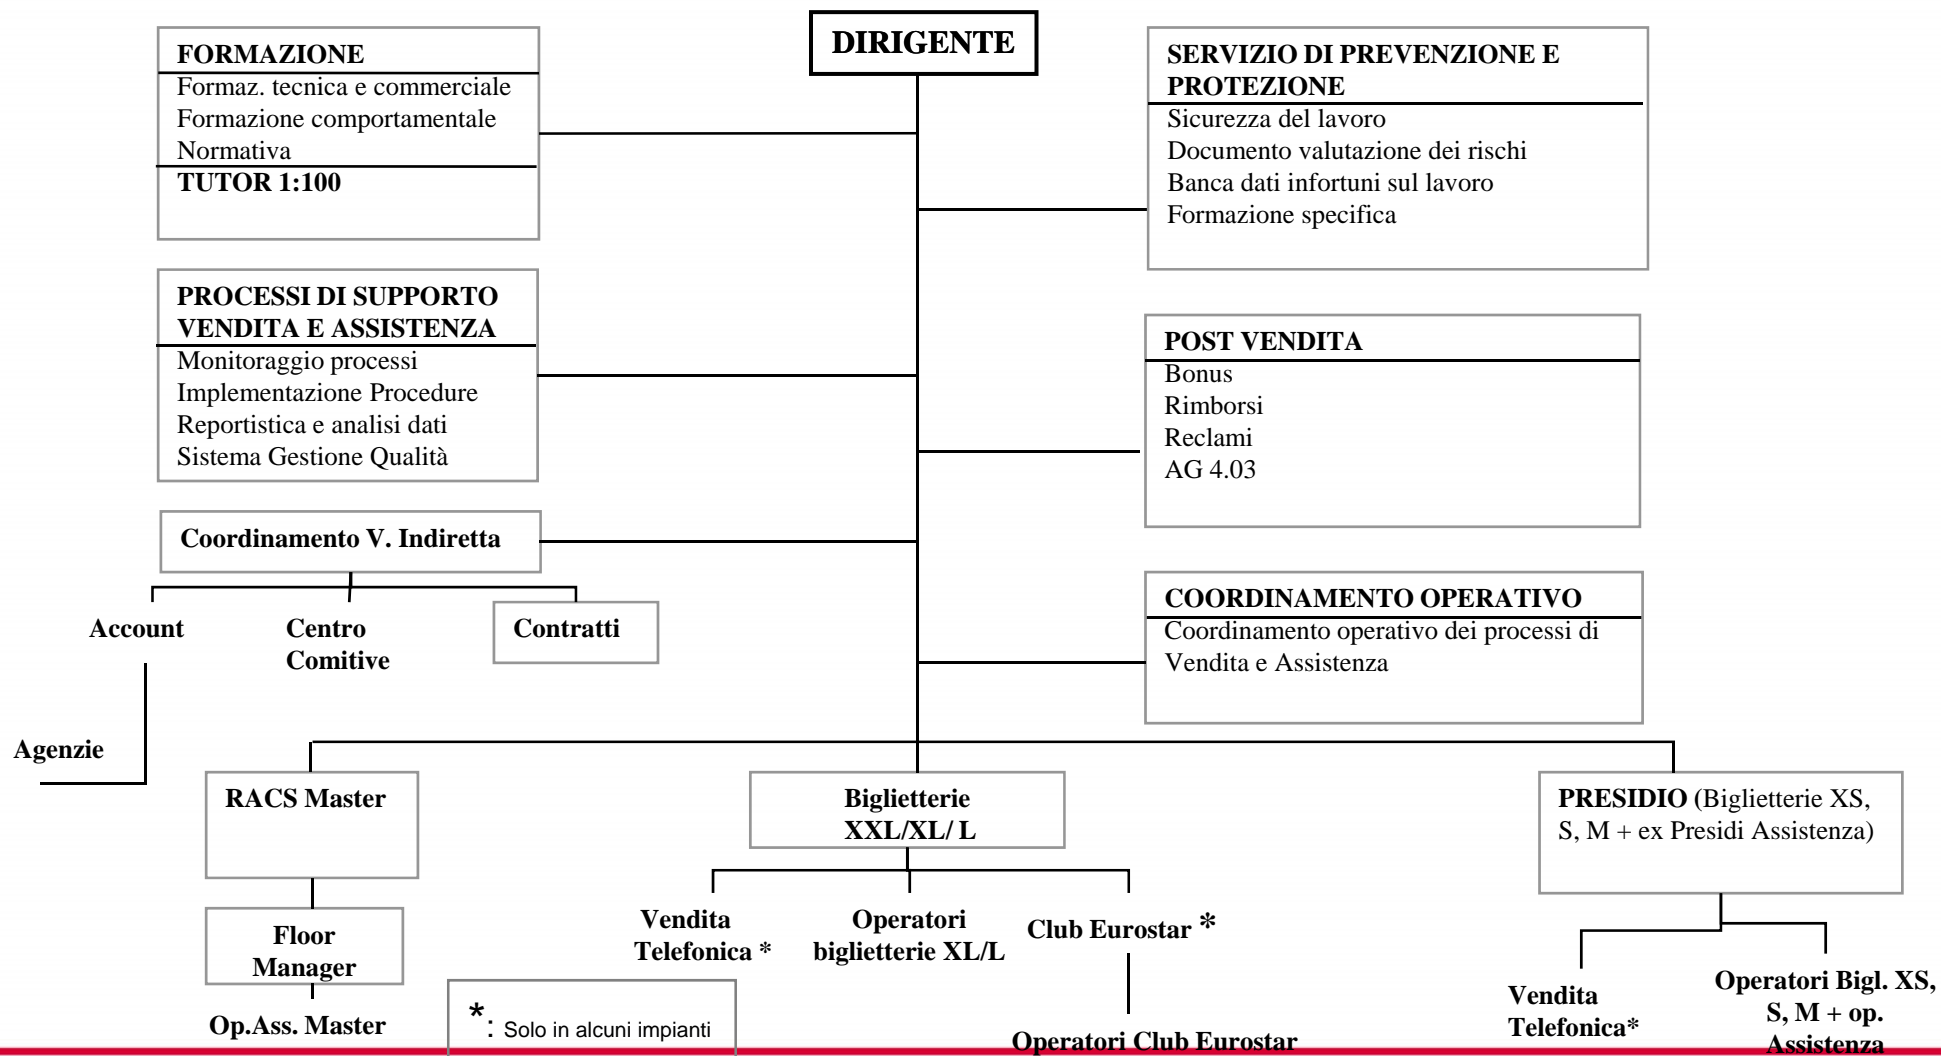 DIRIGENTE
FORMAZIONE
Formaz. tecnica e commerciale
Formazione comportamentale
Normativa
TUTOR 1:100
SERVIZIO DI PREVENZIONE E
PROTEZIONE
Sicurezza del lavoro
Documento valutazione dei rischi
Banca dati infortuni sul lavoro
Formazione specifica
PROCESSI DI SUPPORTO
VENDITA E ASSISTENZA
Monitoraggio processi
Implementazione Procedure
Reportistica e analisi dati
Sistema Gestione Qualità
POST VENDITA
Bonus
Rimborsi
Reclami
AG 4.03
Coordinamento V. Indiretta
Account
Centro
Comitive
Contratti
Agenzie
COORDINAMENTO OPERATIVO
Coordinamento operativo dei processi di
Vendita e Assistenza
RACS Master
Floor
Manager
Op.Ass. Master
Biglietterie
XXL/XL/ L
Vendita
Telefonica *
Operatori
biglietterie XL/L
Club Eurostar *
Operatori Club Eurostar
PRESIDIO (Biglietterie XS,
S, M + ex Presidi Assistenza)
Vendita
Telefonica*
Operatori Bigl. XS,
S, M + op.
Assistenza
*: Solo in alcuni impianti